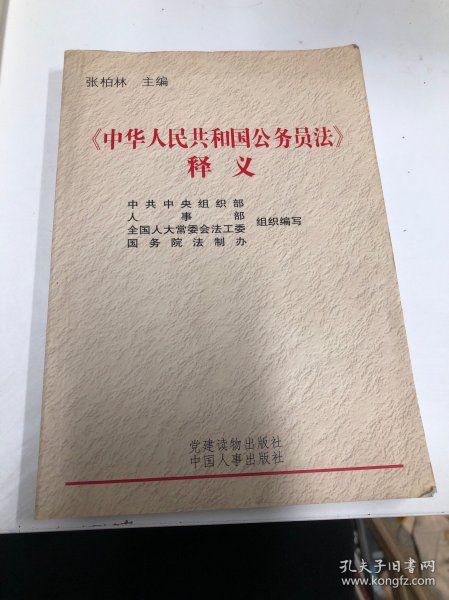 张柏林 主编
《中华人民共和国公务员法》
释义
中共中央组织部
人事部
全国人大常委会法工委 组织编写
国务院法制办
党建读物出版社
中国人事出版社
孔夫子旧书网
www.kongfz.com